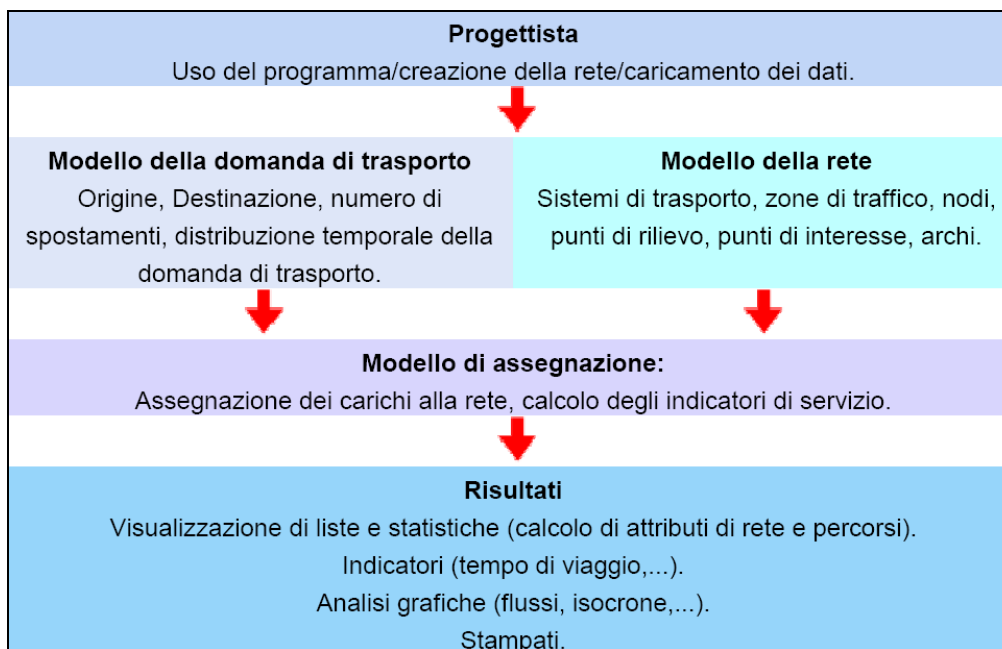 Progettista
Uso del programma/creazione della rete/caricamento dei dati.
Modello della domanda di trasporto
Origine, Destinazione, numero di
spostamenti, distribuzione temporale della
domanda di trasporto.
Modello della rete
Sistemi di trasporto, zone di traffico, nodi,
punti di rilievo, punti di interesse, archi.
Modello di assegnazione:
Assegnazione dei carichi alla rete, calcolo degli indicatori di servizio.
Risultati
Visualizzazione di liste e statistiche (calcolo di attributi di rete e percorsi).
Indicatori (tempo di viaggio,...).
Analisi grafiche (flussi, isocrone,...).
Stampati.